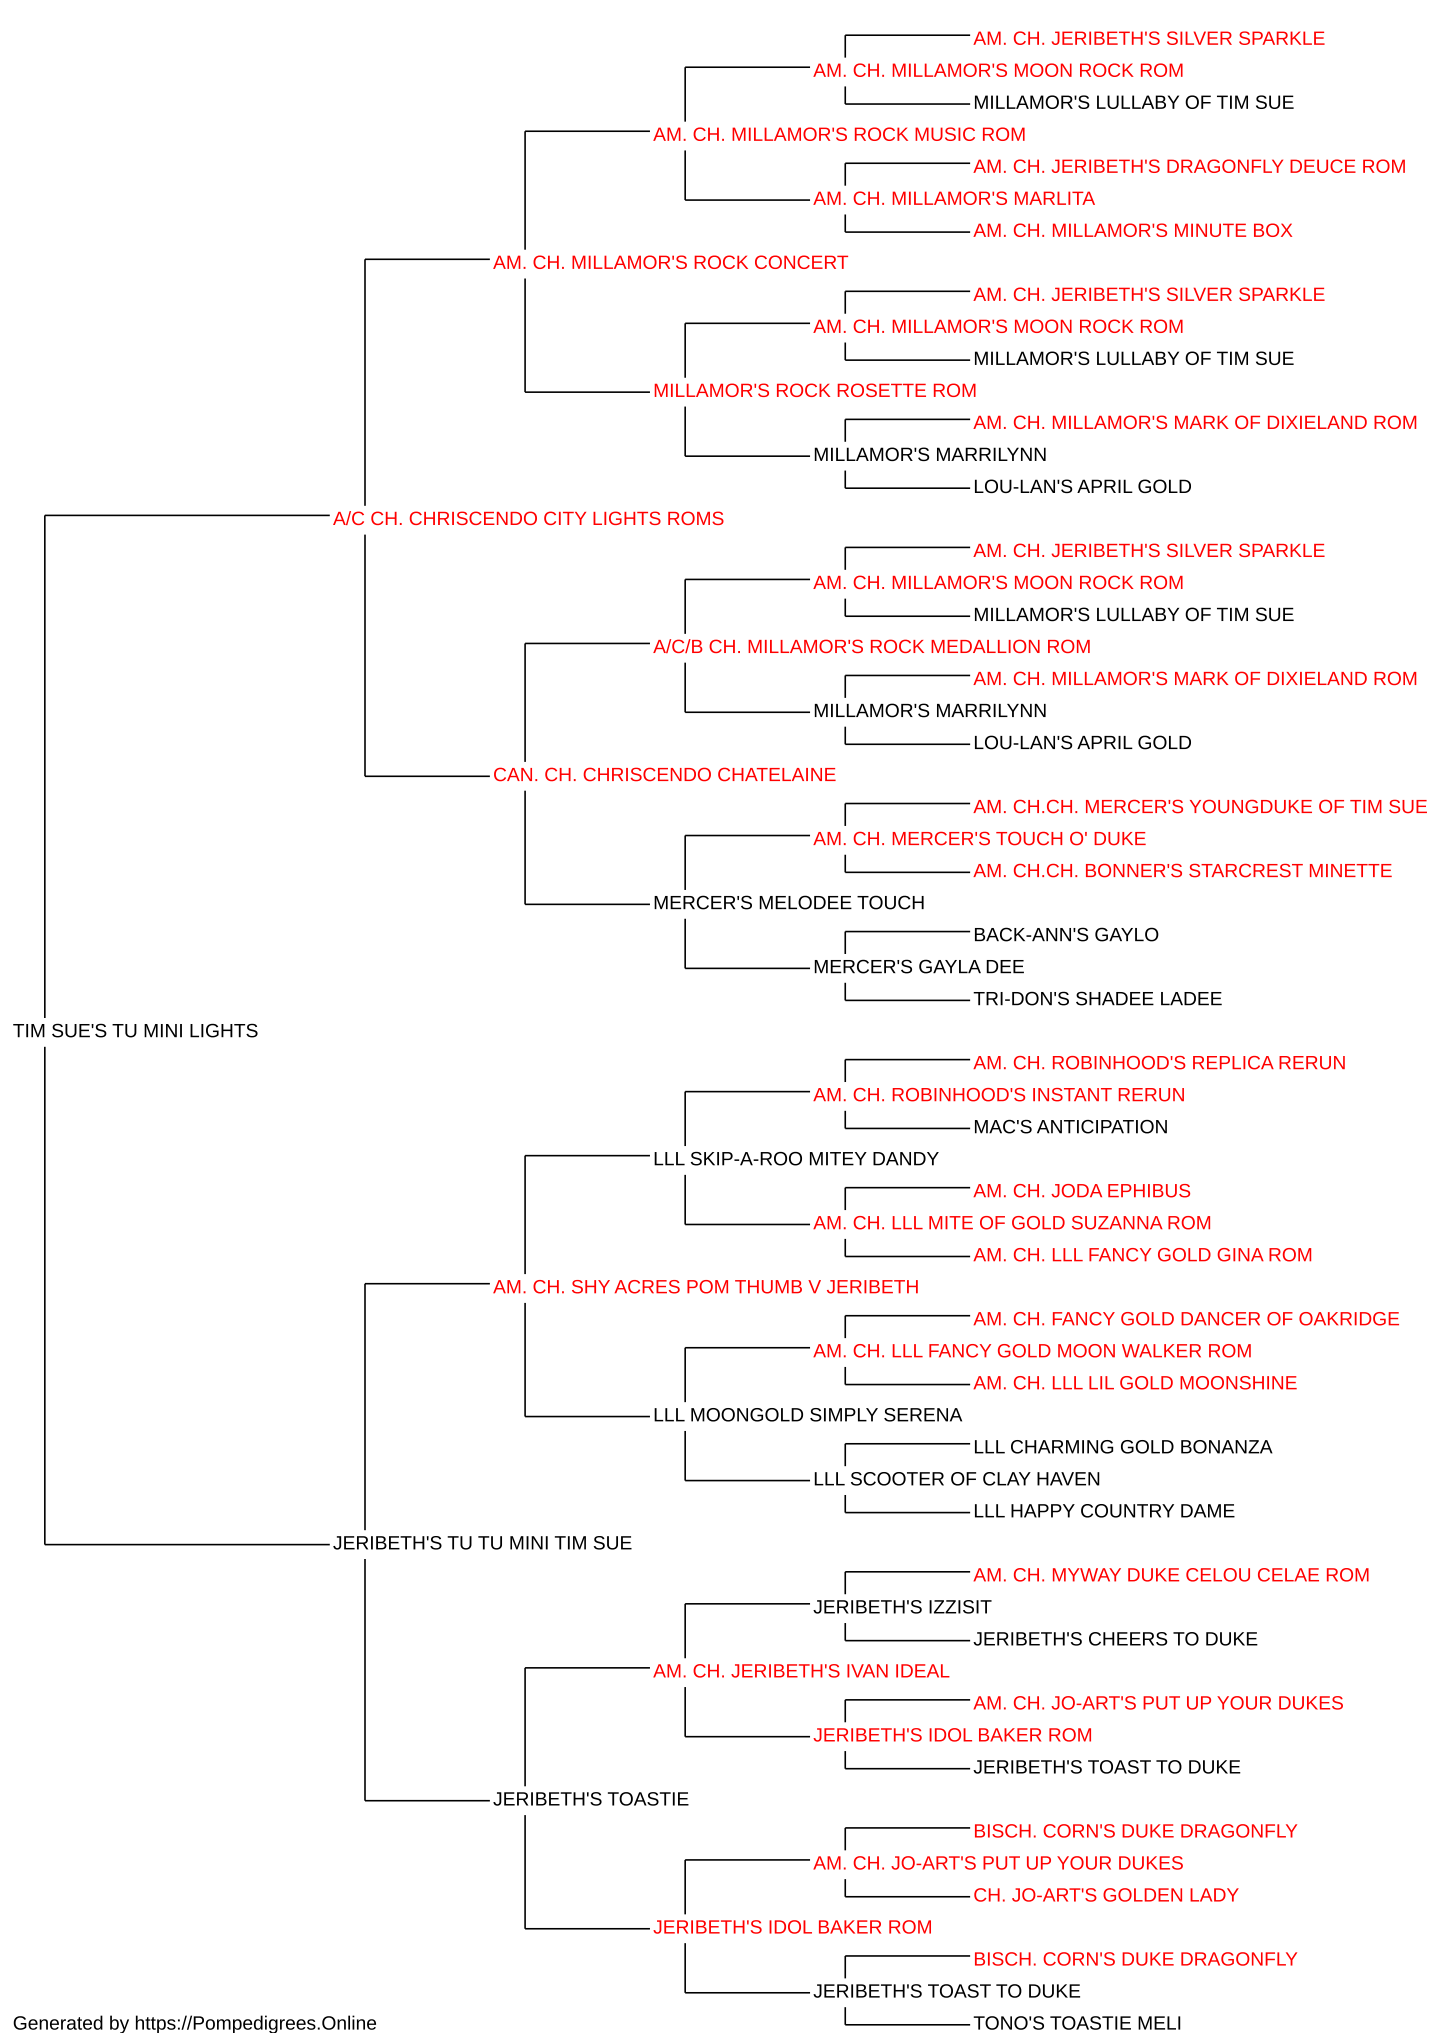 AM. CH. JERIBETH'S SILVER SPARKLE
AM. CH. MILLAMOR'S MOON ROCK ROM
MILLAMOR'S LULLABY OF TIM SUE
AM. CH. MILLAMOR'S ROCK MUSIC ROM
AM. CH. JERIBETH'S DRAGONFLY DEUCE ROM
AM. CH. MILLAMOR'S MARLITA
AM. CH. MILLAMOR'S MINUTE BOX
AM. CH. MILLAMOR'S ROCK CONCERT
AM. CH. JERIBETH'S SILVER SPARKLE
AM. CH. MILLAMOR'S MOON ROCK ROM
MILLAMOR'S LULLABY OF TIM SUE
MILLAMOR'S ROCK ROSETTE ROM
AM. CH. MILLAMOR'S MARK OF DIXIELAND ROM
MILLAMOR'S MARRILYNN
LOU-LAN'S APRIL GOLD
A/C CH. CHRISCENDO CITY LIGHTS ROMS
AM. CH. JERIBETH'S SILVER SPARKLE
AM. CH. MILLAMOR'S MOON ROCK ROM
MILLAMOR'S LULLABY OF TIM SUE
A/C/B CH. MILLAMOR'S ROCK MEDALLION ROM
AM. CH. MILLAMOR'S MARK OF DIXIELAND ROM
MILLAMOR'S MARRILYNN
LOU-LAN'S APRIL GOLD
CAN. CH. CHRISCENDO CHATELAINE
AM. CH.CH. MERCER'S YOUNGDUKE OF TIM SUE
AM. CH. MERCER'S TOUCH O' DUKE
AM. CH.CH. BONNER'S STARCREST MINETTE
MERCER'S MELODEE TOUCH
BACK-ANN'S GAYLO
MERCER'S GAYLA DEE
TRI-DON'S SHADEE LADEE
TIM SUE'S TU MINI LIGHTS
AM. CH. ROBINHOOD'S REPLICA RERUN
AM. CH. ROBINHOOD'S INSTANT RERUN
MAC'S ANTICIPATION
LLL SKIP-A-ROO MITEY DANDY
AM. CH. JODA EPHIBUS
AM. CH. LLL MITE OF GOLD SUZANNA ROM
AM. CH. LLL FANCY GOLD GINA ROM
AM. CH. SHY ACRES POM THUMB V JERIBETH
AM. CH. FANCY GOLD DANCER OF OAKRIDGE
AM. CH. LLL FANCY GOLD MOON WALKER ROM
AM. CH. LLL LIL GOLD MOONSHINE
LLL MOONGOLD SIMPLY SERENA
LLL CHARMING GOLD BONANZA
LLL SCOOTER OF CLAY HAVEN
LLL HAPPY COUNTRY DAME
JERIBETH'S TU TU MINI TIM SUE
AM. CH. MYWAY DUKE CELOU CELAE ROM
JERIBETH'S IZZISIT
JERIBETH'S CHEERS TO DUKE
AM. CH. JERIBETH'S IVAN IDEAL
AM. CH. JO-ART'S PUT UP YOUR DUKES
JERIBETH'S IDOL BAKER ROM
JERIBETH'S TOAST TO DUKE
JERIBETH'S TOASTIE
BISCH. CORN'S DUKE DRAGONFLY
AM. CH. JO-ART'S PUT UP YOUR DUKES
CH. JO-ART'S GOLDEN LADY
JERIBETH'S IDOL BAKER ROM
BISCH. CORN'S DUKE DRAGONFLY
JERIBETH'S TOAST TO DUKE
TONO'S TOASTIE MELI
Generated by https://Pompedigrees.Online